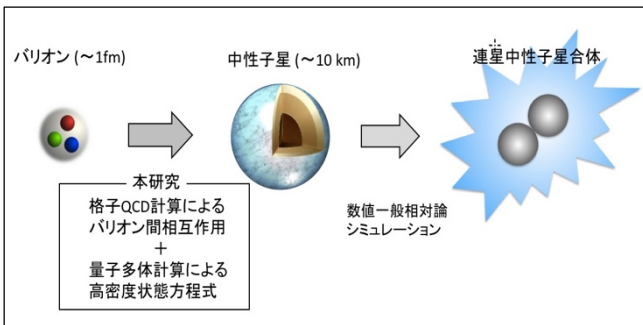 バリオン (～1fm)
中性子星 (～10 km)
連星中性子星合体
本研究
格子QCD計算による
バリオン間相互作用
＋
量子多体計算による
高密度状態方程式
数値一般相対論
シミュレーション